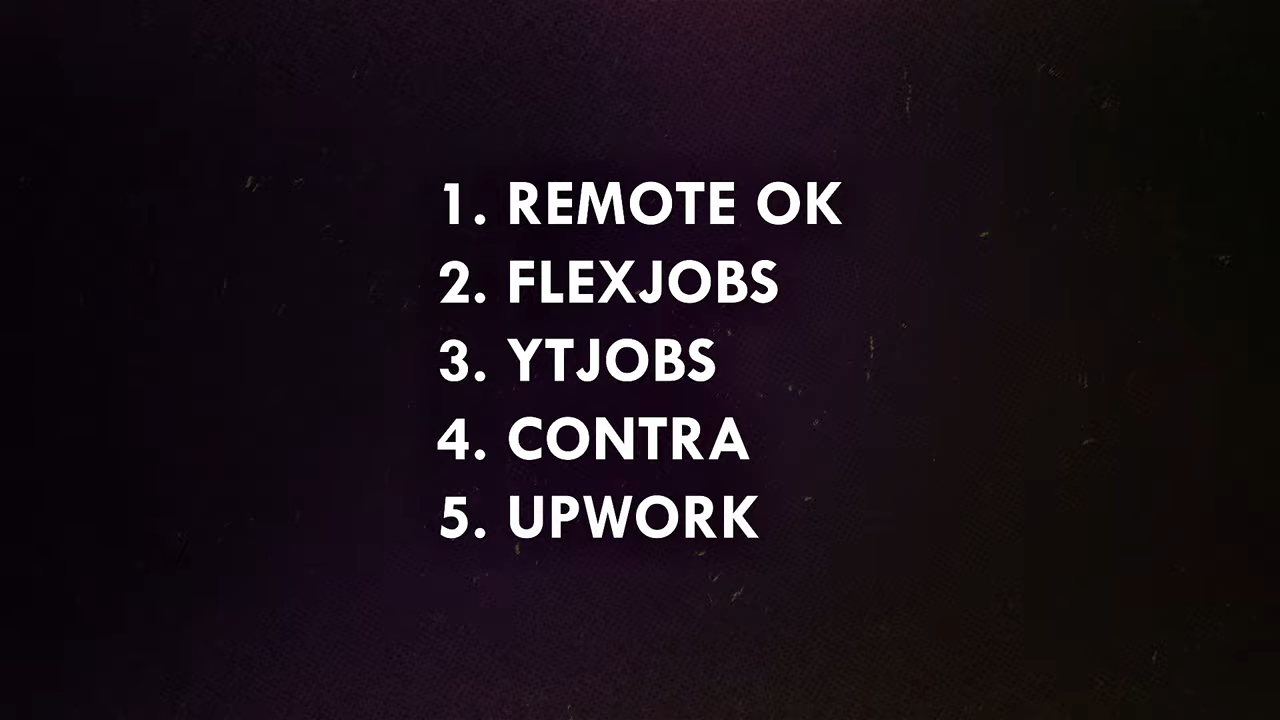 1. REMOTE OK
2. FLEXJOBS
3. YTJOBS
4. CONTRA
5. UPWORK